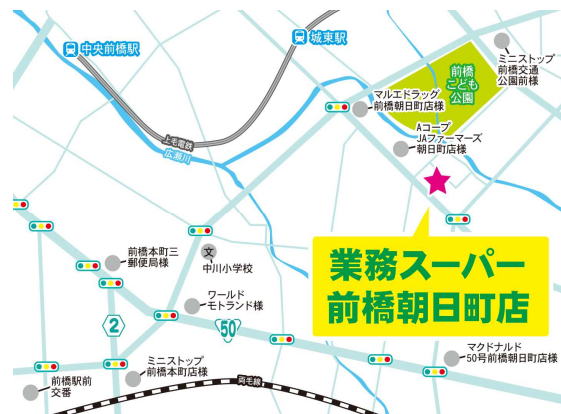 中央前橋駅
城東駅
ミニストップ
前橋交通
公園前様
前橋
こども
公園
マルエドラッグ
前橋朝日町店様
Aコープ
JAファーマーズ
朝日町店様
上毛電鉄
広瀬川
業務スーパー
前橋朝日町店
文
中川小学校
前橋本町三
郵便局様
ワールド
モトランド様
2
50
マクドナルド
50号前橋朝日町店様
ミニストップ
前橋本町店様
前橋駅前
交番
両毛線